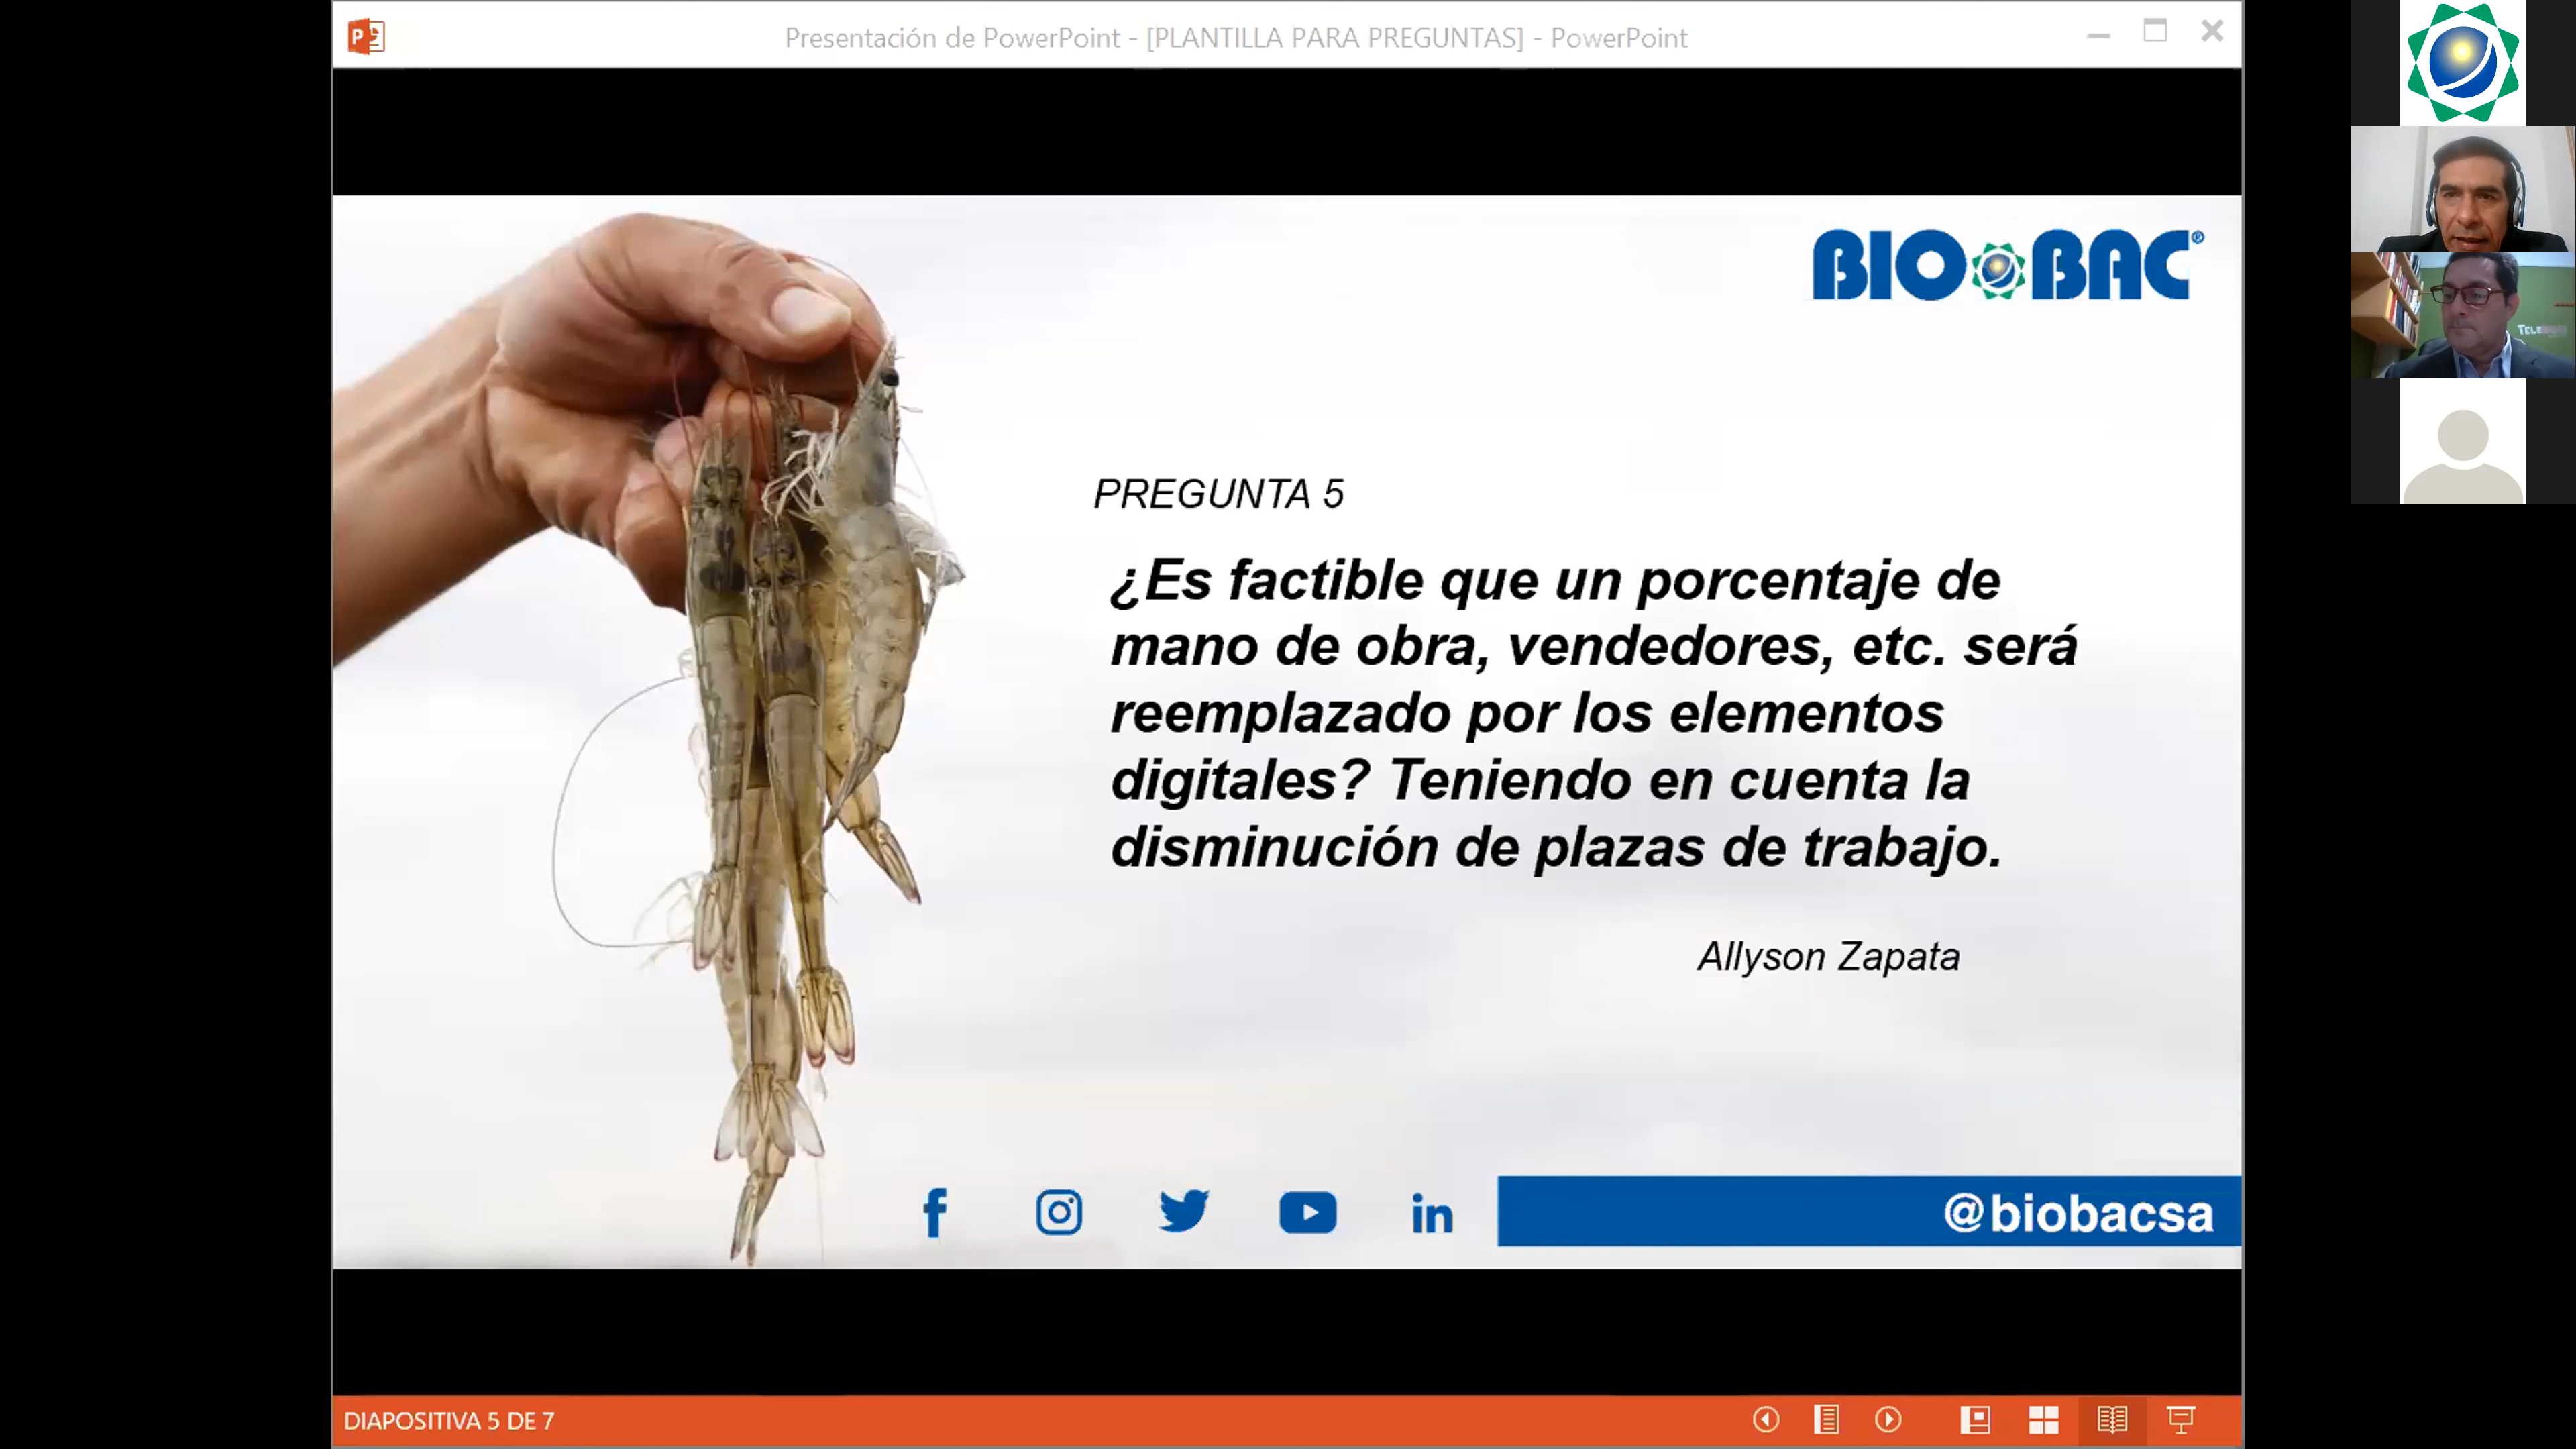 Presentación de PowerPoint - [PLANTILLA PARA PREGUNTAS] - PowerPoint
BIOBAC®
PREGUNTA 5
¿Es factible que un porcentaje de
mano de obra, vendedores, etc. será
reemplazado por los elementos
digitales? Teniendo en cuenta la
disminución de plazas de trabajo.
Allyson Zapata
@biobacsa
DIAPOSITIVA 5 DE 7